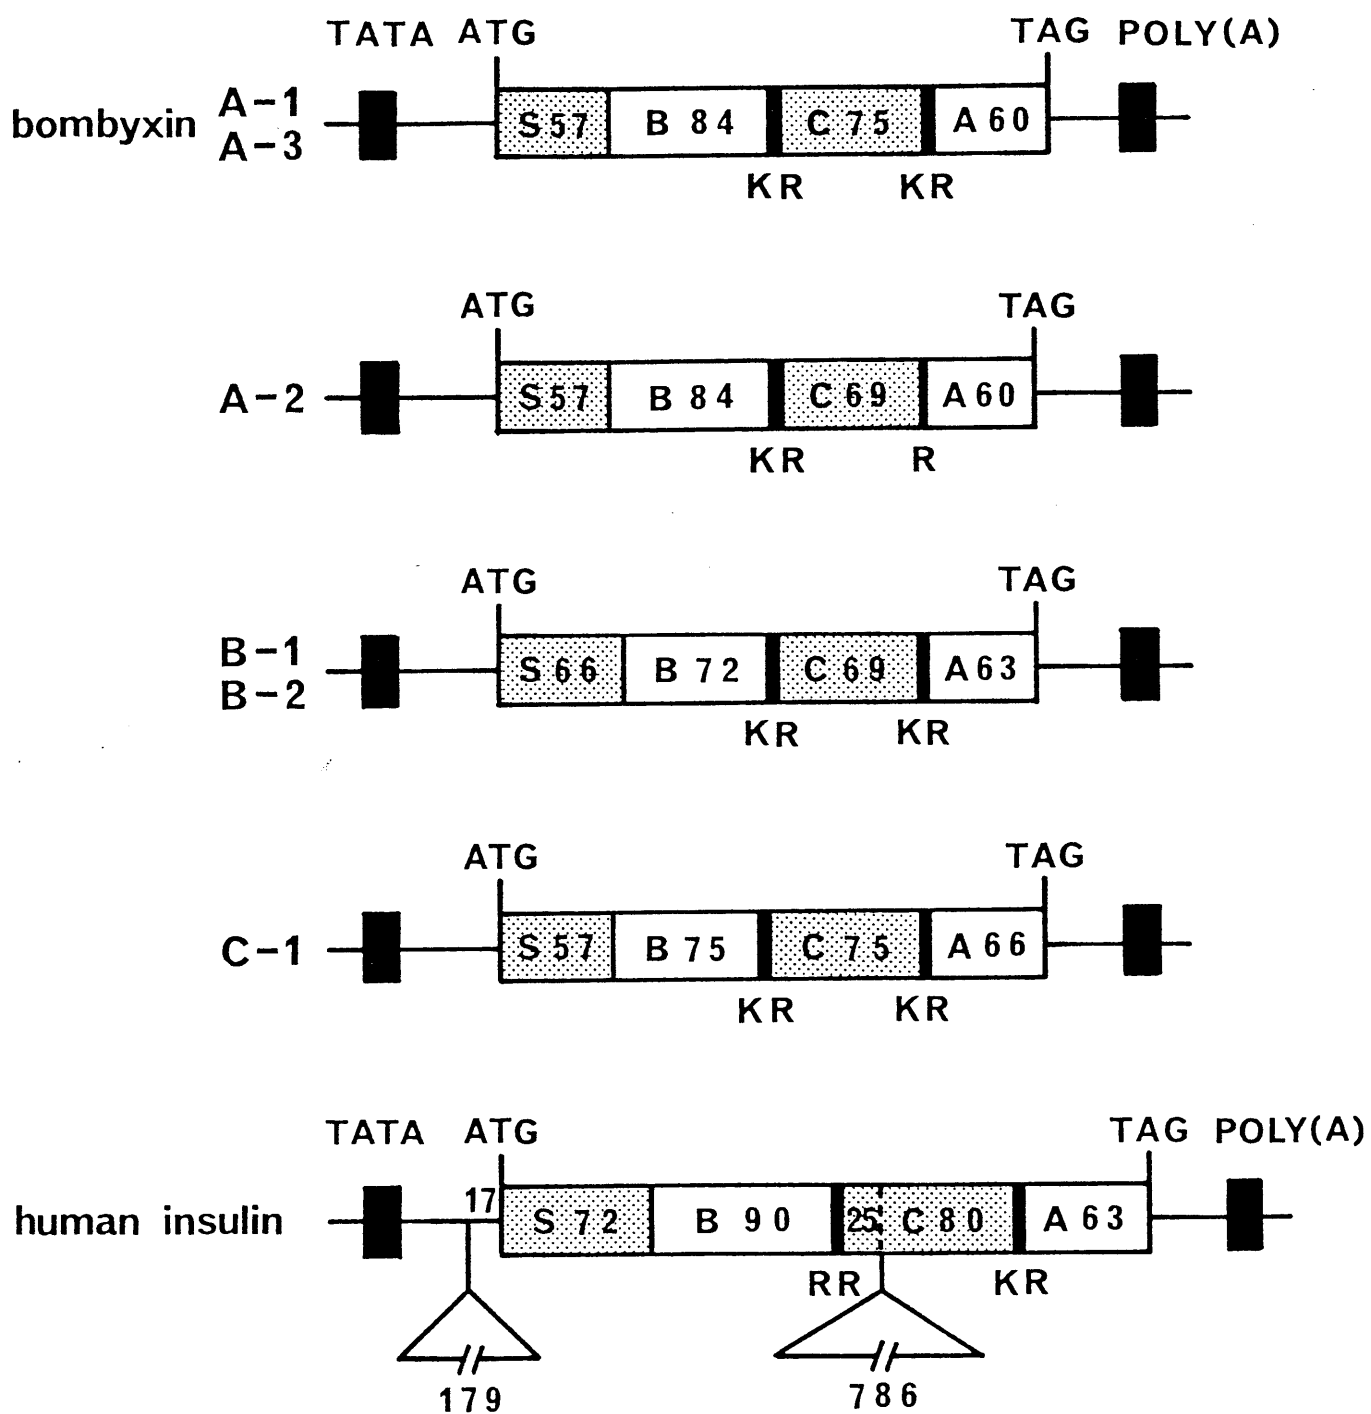 TATA ATG TAG POLY(A)
bombyxin A-1
A-3
S57 B 84 C 75 A 60
KR KR
ATG TAG
A-2 S57 B 84 C 69 A 60
KR R
ATG TAG
B-1
B-2
S 66 B 72 C 69 A 63
KR KR
ATG TAG
C-1 S 57 B 75 C 75 A 66
KR KR
TATA ATG TAG POLY(A)
human insulin 17 S 72 B 90 25 C 80 A 63
RR KR
179 786